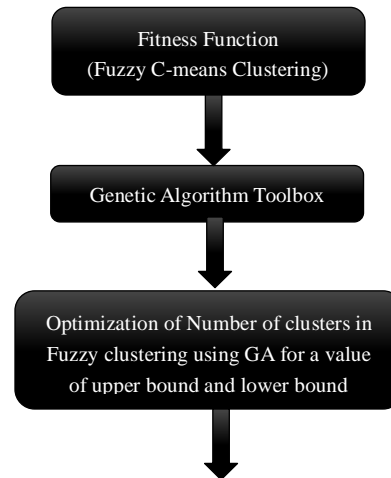 Fitness Function
(Fuzzy C-means Clustering)
Genetic Algorithm Toolbox
Optimization of Number of clusters in
Fuzzy clustering using GA for a value
of upper bound and lower bound